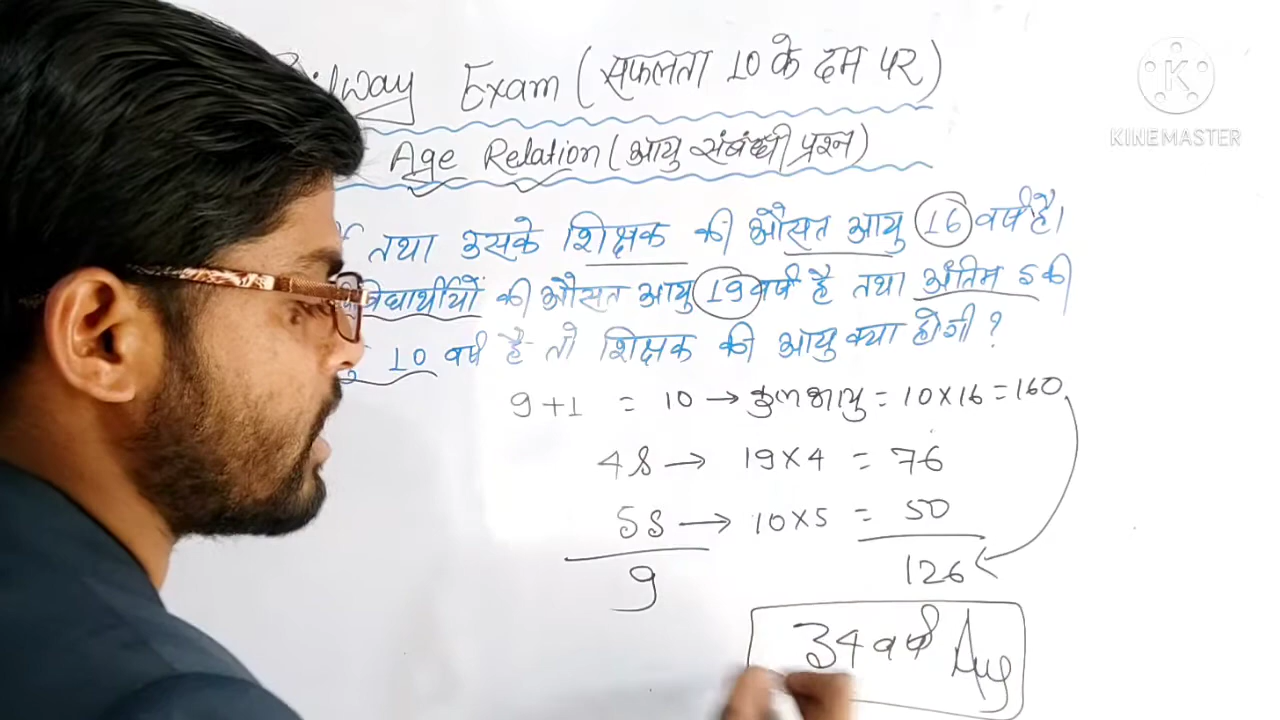 Exam (सफलता 10 के दम पर)
KINEMASTER
Age Relation (आयु संबंधी प्रश्न)
तथा उसके शिक्षक की औसत आयु 16 वर्ष है।
विद्यार्थीयों की औसत आयु 19 वर्ष है तथा अंतिम 5 की
10 वर्ष है तो शिक्षक की आयु क्या होगी ?
9 + 1 = 10 → कुल आयु = 10 × 16 = 160
4S → 19 × 4 = 76
5S → 10 × 5 = 50
9 126
34 वर्ष Ans